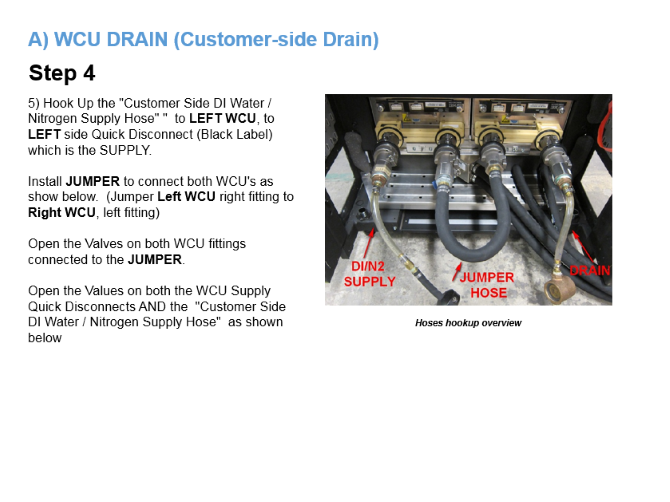 A) WCU DRAIN (Customer-side Drain)
Step 4
5) Hook Up the "Customer Side DI Water /
Nitrogen Supply Hose" " to LEFT WCU, to
LEFT side Quick Disconnect (Black Label)
which is the SUPPLY.
Install JUMPER to connect both WCU's as
show below. (Jumper Left WCU right fitting to
Right WCU, left fitting)
Open the Valves on both WCU fittings
connected to the JUMPER.
Open the Values on both the WCU Supply
Quick Disconnects AND the "Customer Side
DI Water / Nitrogen Supply Hose" as shown
below
DI/N2
SUPPLY
JUMPER
HOSE
DRAIN
Hoses hookup overview